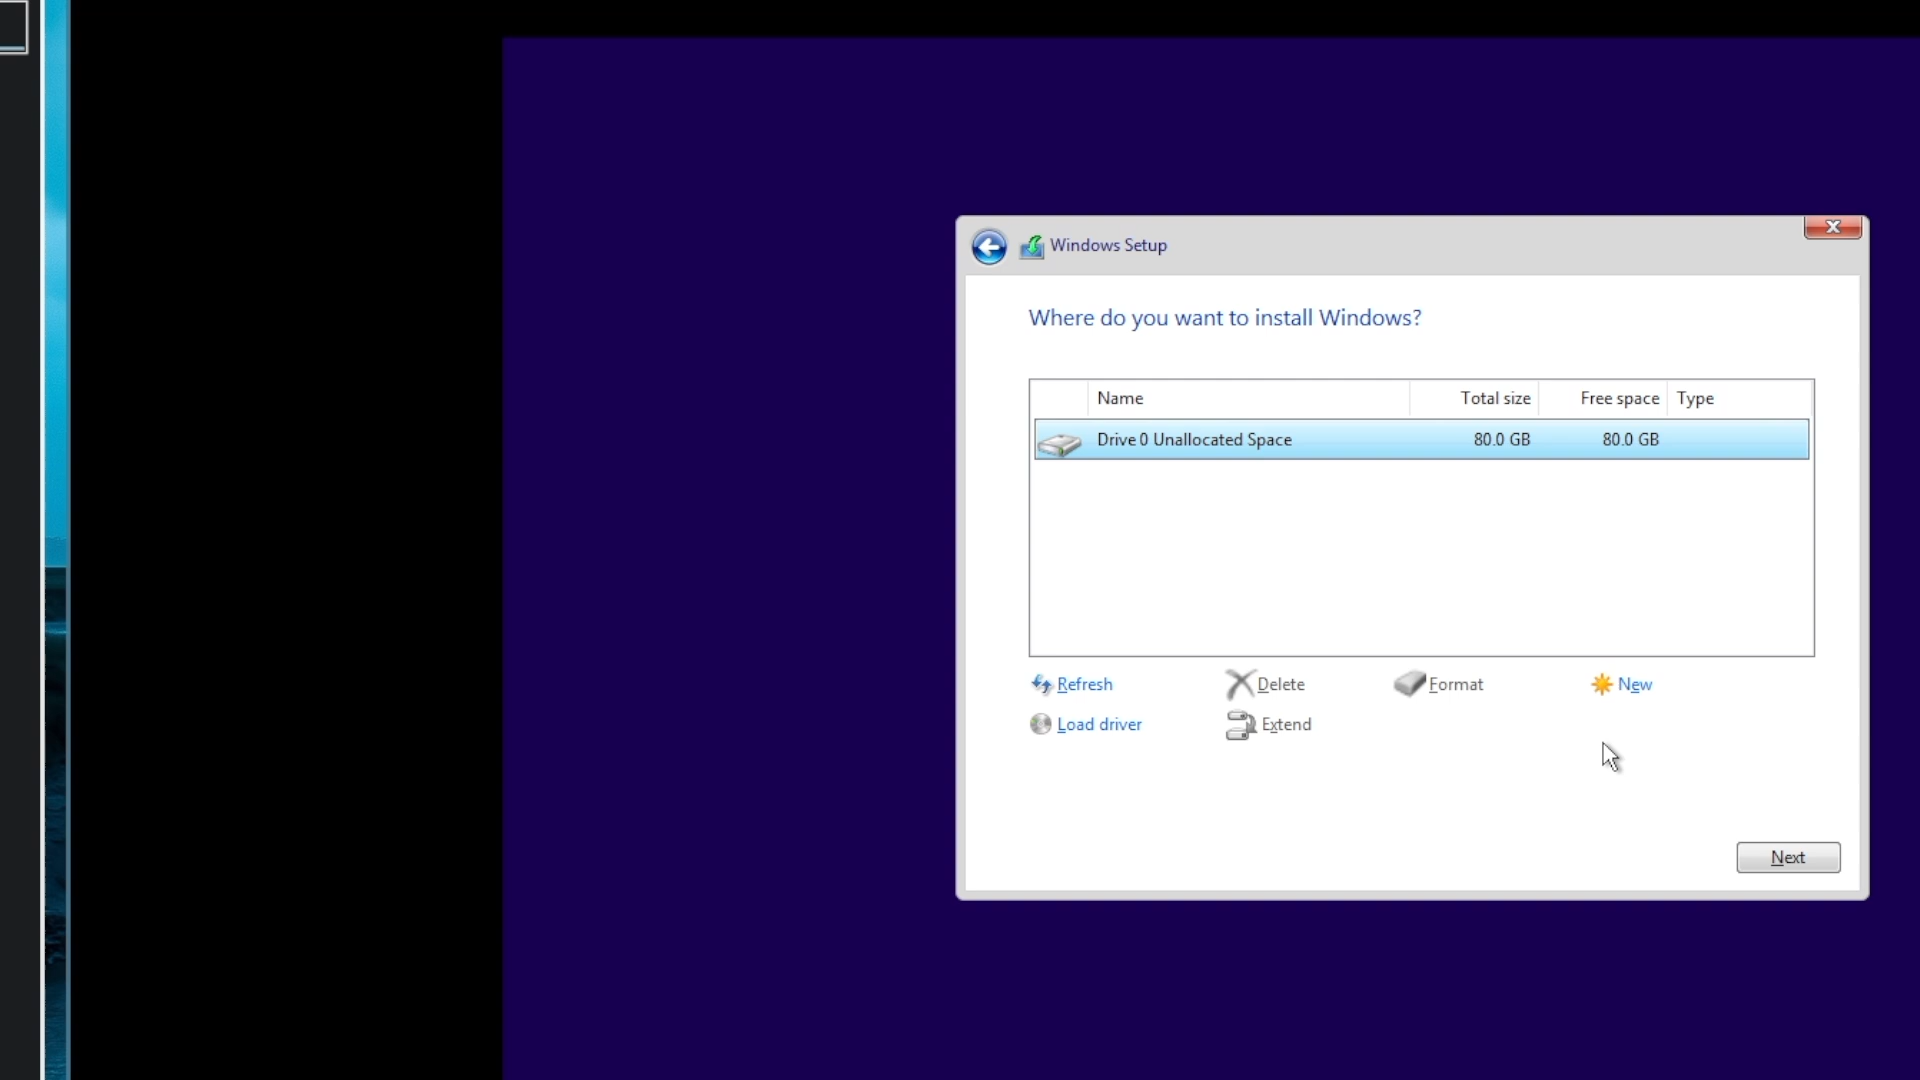 Windows Setup
Where do you want to install Windows?
Name Total size Free space Type
Drive 0 Unallocated Space 80.0 GB 80.0 GB
Refresh Delete Format New
Load driver Extend
Next